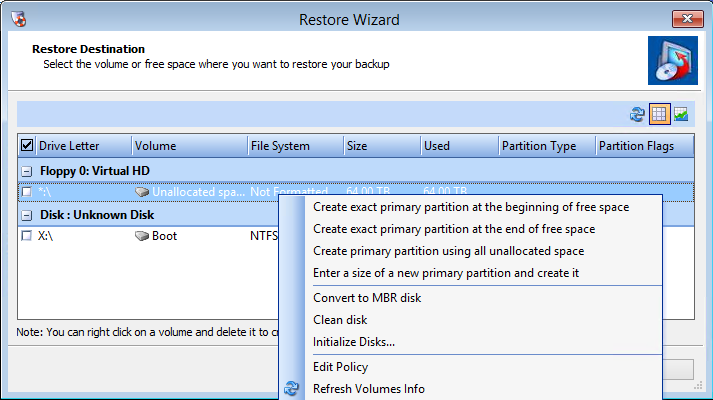 Restore Wizard
Restore Destination
Select the volume or free space where you want to restore your backup
Drive Letter Volume File System Size Used Partition Type Partition Flags
Floppy 0: Virtual HD
*:\ Unallocated spa... Not Formatted 64.00 TB 64.00 TB
Disk : Unknown Disk
X:\ Boot NTFS
Note: You can right click on a volume and delete it to cr
Create exact primary partition at the beginning of free space
Create exact primary partition at the end of free space
Create primary partition using all unallocated space
Enter a size of a new primary partition and create it
Convert to MBR disk
Clean disk
Initialize Disks...
Edit Policy
Refresh Volumes Info